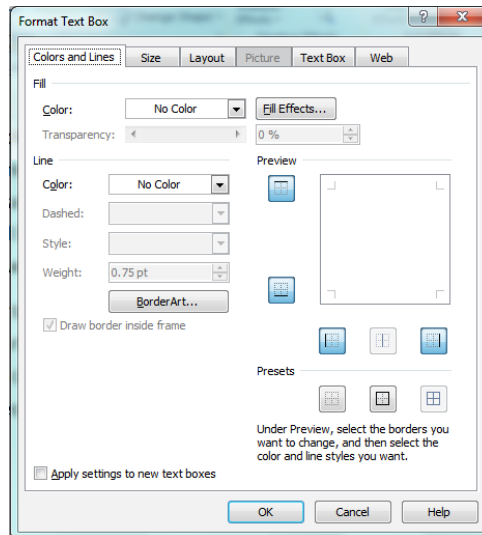 Format Text Box
Colors and Lines Size Layout Picture Text Box Web
Fill
Color: No Color Fill Effects...
Transparency: 0 %
Line Preview
Color: No Color
Dashed:
Style:
Weight: 0.75 pt
BorderArt...
Draw border inside frame
Presets
Under Preview, select the borders you
want to change, and then select the
color and line styles you want.
Apply settings to new text boxes
OK Cancel Help